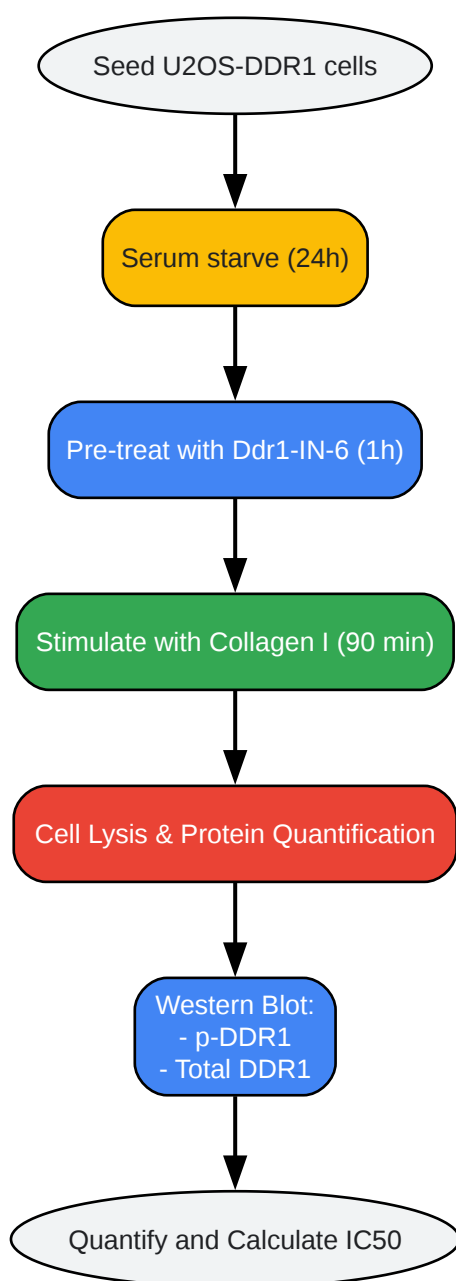 Seed U2OS-DDR1 cells
Serum starve (24h)
Pre-treat with Ddr1-IN-6 (1h)
Stimulate with Collagen I (90 min)
Cell Lysis & Protein Quantification
Western Blot:
- p-DDR1
- Total DDR1
Quantify and Calculate IC50